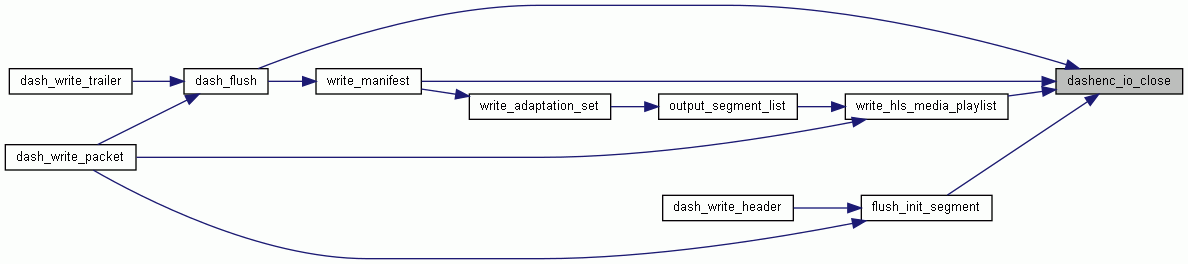 dash_write_trailer
dash_flush
write_manifest
dashenc_io_close
write_adaptation_set
output_segment_list
write_hls_media_playlist
dash_write_packet
dash_write_header
flush_init_segment